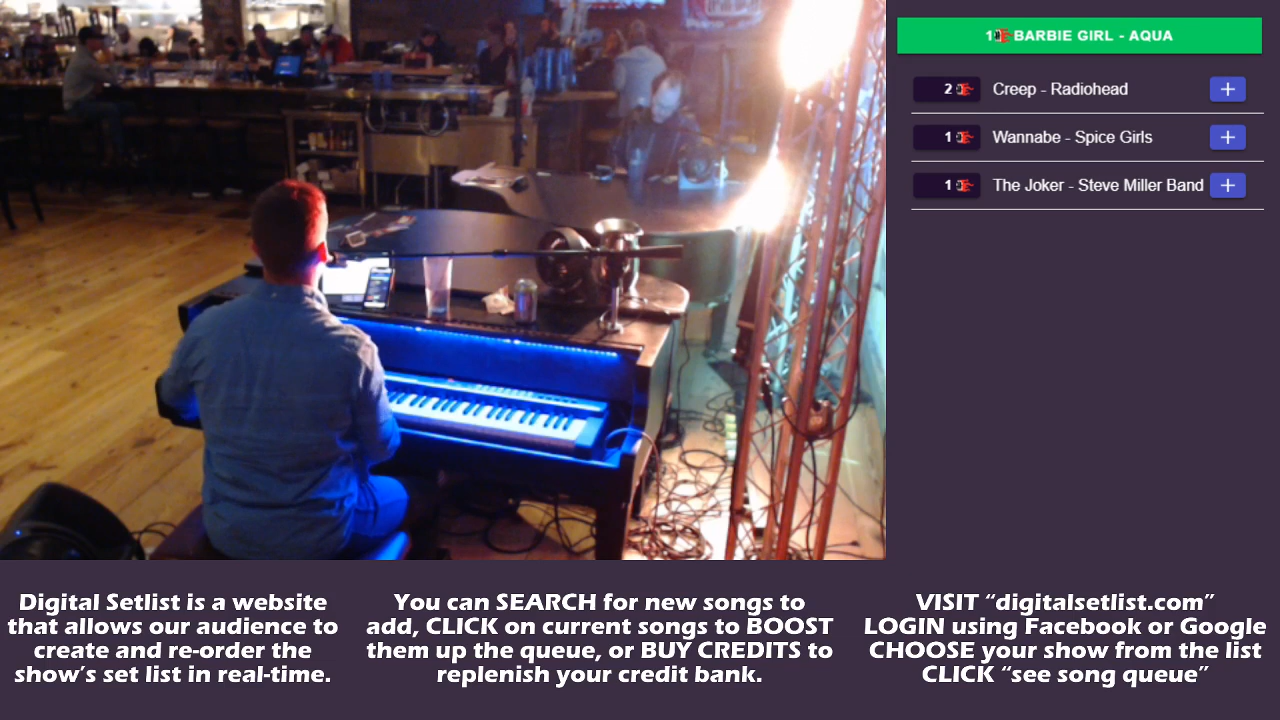 1 BARBIE GIRL - AQUA
2 Creep - Radiohead +
1 Wannabe - Spice Girls +
1 The Joker - Steve Miller Band +
Digital Setlist is a website
that allows our audience to
create and re-order the
show's set list in real-time.
You can SEARCH for new songs to
add, CLICK on current songs to BOOST
them up the queue, or BUY CREDITS to
replenish your credit bank.
VISIT “digitalsetlist.com”
LOGIN using Facebook or Google
CHOOSE your show from the list
CLICK “see song queue”